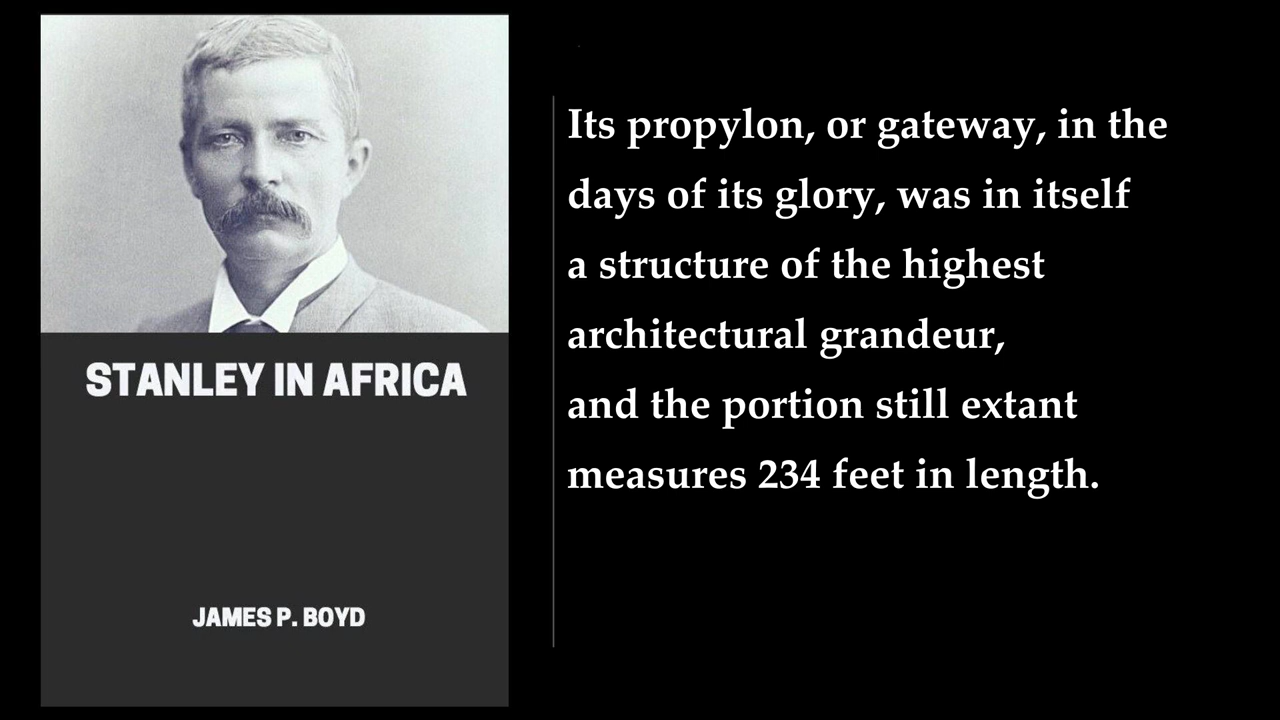 STANLEY IN AFRICA
JAMES P. BOYD
Its propylon, or gateway, in the
days of its glory, was in itself
a structure of the highest
architectural grandeur,
and the portion still extant
measures 234 feet in length.